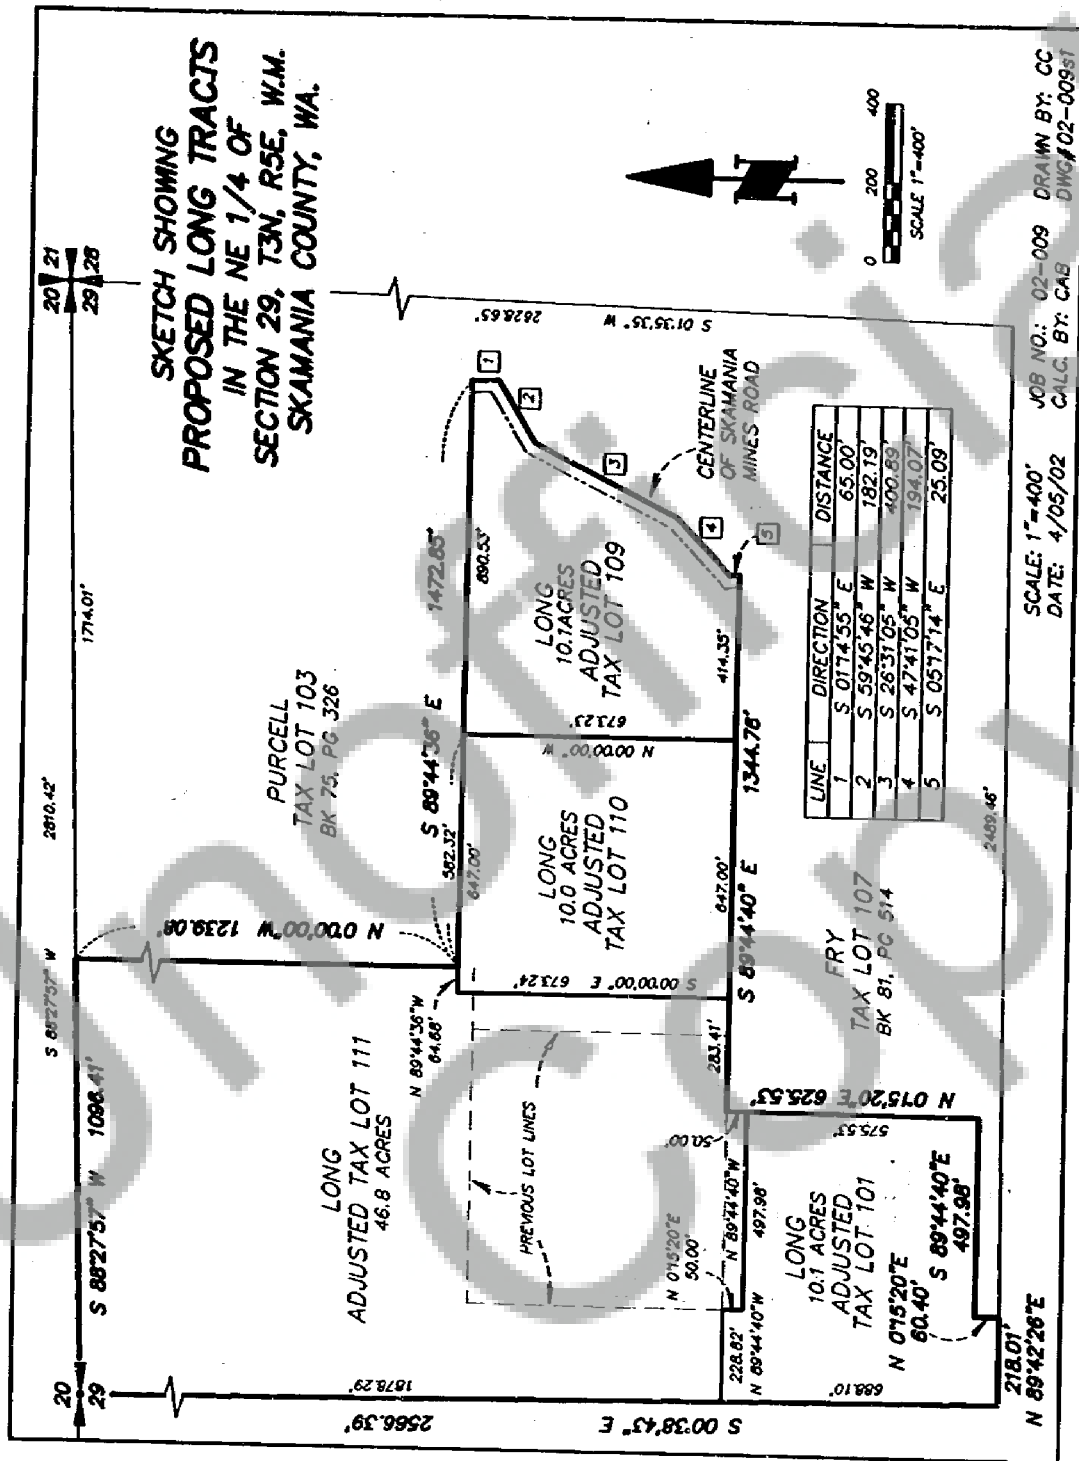 SKETCH SHOWING
PROPOSED LONG TRACTS
IN THE NE 1/4 OF
SECTION 29, T3N, R5E, W.M.
SKAMANIA COUNTY, WA.
20 21
29 28
20
29
S 88°27'57" W 2810.42'
S 88°27'57" W 1096.41'
1714.01'
PURCELL
TAX LOT 103
BK 75, PG 326
N 0°00'00" W 1239.08'
S 89°44'36" E 1472.85'
582.32'
890.53'
647.00'
N 89°44'36"W
64.68'
LONG
ADJUSTED TAX LOT 111
46.8 ACRES
PREVIOUS LOT LINES
LONG
10.0 ACRES
ADJUSTED
TAX LOT 110
S 00°00'00" E 673.24'
N 00°00'00" W 673.23'
LONG
10.1ACRES
ADJUSTED
TAX LOT 109
1
2
3
4
5
CENTERLINE
OF SKAMANIA
MINES ROAD
S 01°35'35" W 2628.65'
283.41'
647.00'
414.35'
S 89°44'40" E 1344.76'
FRY
TAX LOT 107
BK 81, PG 514
N 0°15'20" E 625.53'
50.00'
575.53'
N 0°15'20"E
50.00'
N 89°44'40"W
497.98'
228.82'
N 89°44'40"W
LONG
10.1 ACRES
ADJUSTED
TAX LOT 101
N 0°15'20"E
60.40'
S 89°44'40"E
497.98'
688.10'
1878.29'
S 00°38'43" E 2566.39'
218.01'
N 89°42'26"E
2489.46'
LINE DIRECTION DISTANCE
1 S 01°14'55" E 65.00'
2 S 59°45'46" W 182.19'
3 S 26°31'05" W 400.89'
4 S 47°41'05" W 194.07'
5 S 05°17'14" E 25.09'
0 200 400
SCALE 1"=400'
SCALE: 1"=400' JOB NO.: 02-009 DRAWN BY: CC
DATE: 4/05/02 CALC. BY: CAB DWG#02-009s1
Unofficial
Copy